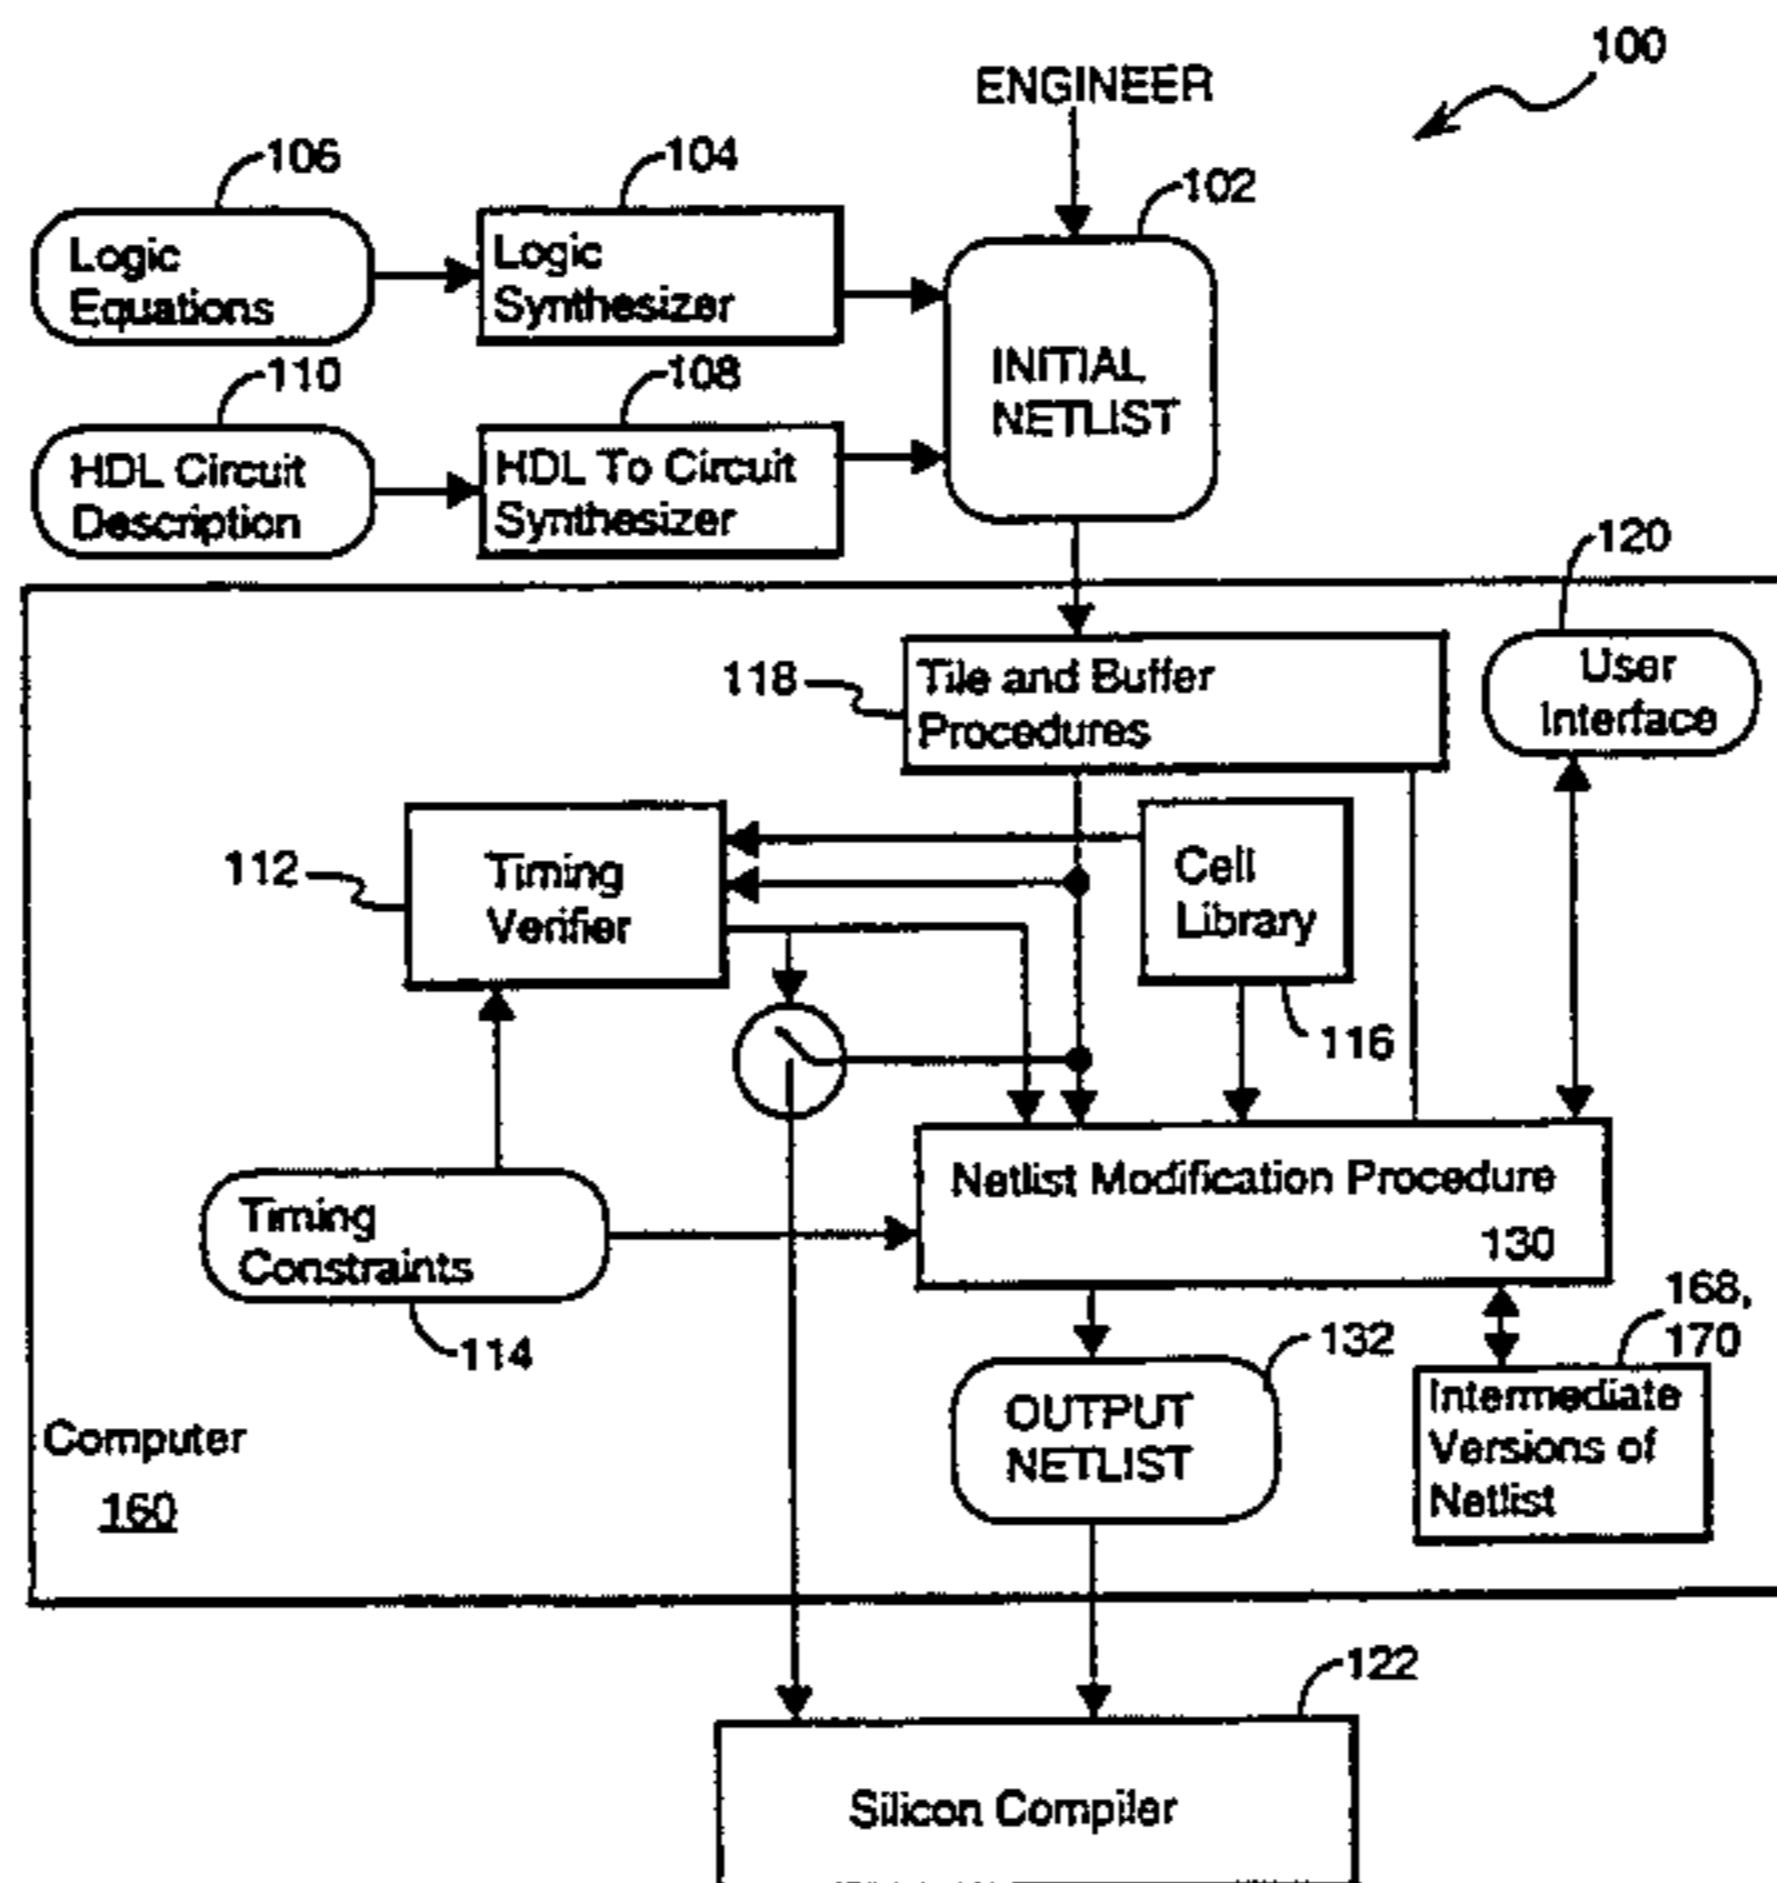 100
ENGINEER
106
104
102
Logic
Equations
Logic
Synthesizer
INITIAL
NETLIST
110
108
HDL Circuit
Description
HDL To Circuit
Synthesizer
120
118
Tile and Buffer
Procedures
User
Interface
112
Timing
Verifier
Cell
Library
116
Netlist Modification Procedure
130
Timing
Constraints
114
168,
170
132
OUTPUT
NETLIST
Intermediate
Versions of
Netlist
Computer
160
122
Silicon Compiler